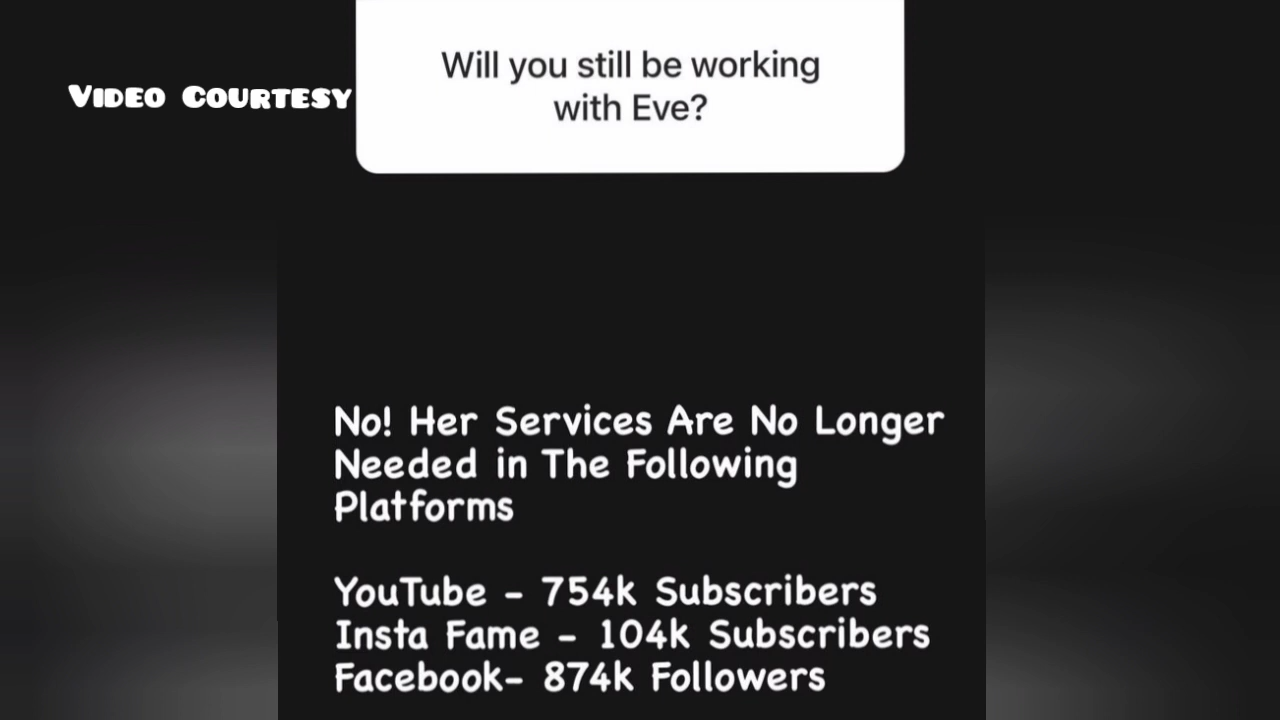 Video Courtesy
Will you still be working
with Eve?
No! Her Services Are No Longer
Needed in The Following
Platforms
YouTube - 754k Subscribers
Insta Fame - 104k Subscribers
Facebook- 874k Followers